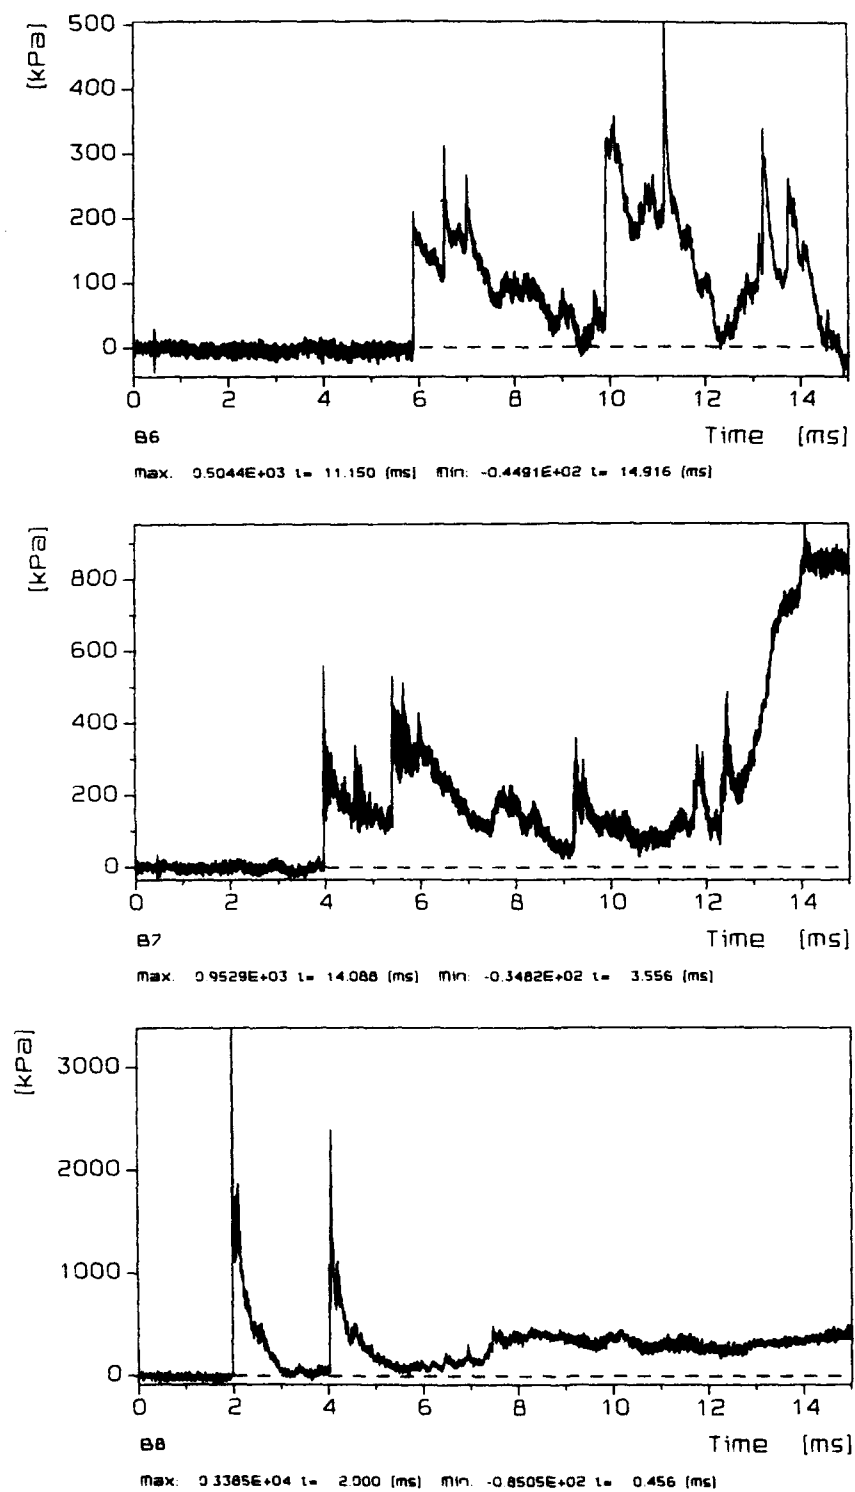 500
[kPa]
400
300
200
100
0
0 2 4 6 8 10 12 14
B6 Time [ms]
Max. 0.5044E+03 t= 11.150 [ms] Min: -0.4491E+02 t= 14.916 [ms]
[kPa]
800
600
400
200
0
0 2 4 6 8 10 12 14
B7 Time [ms]
Max. 0.9529E+03 t= 14.088 [ms] Min: -0.3482E+02 t= 3.556 [ms]
[kPa]
3000
2000
1000
0
0 2 4 6 8 10 12 14
B8 Time [ms]
Max: 0.3385E+04 t= 2.000 [ms] Min. -0.8505E+02 t= 0.456 [ms]